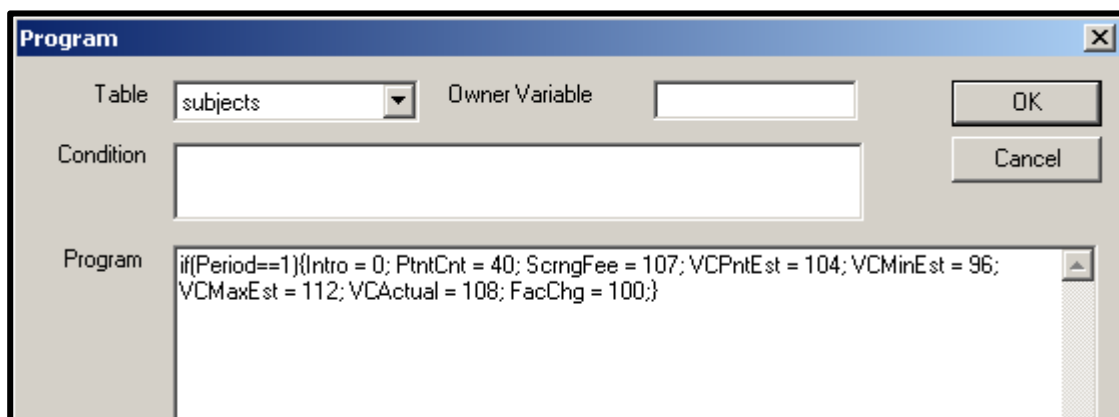 Program
Table subjects Owner Variable OK
Condition Cancel
Program if(Period==1){Intro = 0; PtntCnt = 40; ScrngFee = 107; VCPntEst = 104; VCMinEst = 96;
VCMaxEst = 112; VCActual = 108; FacChg = 100;}